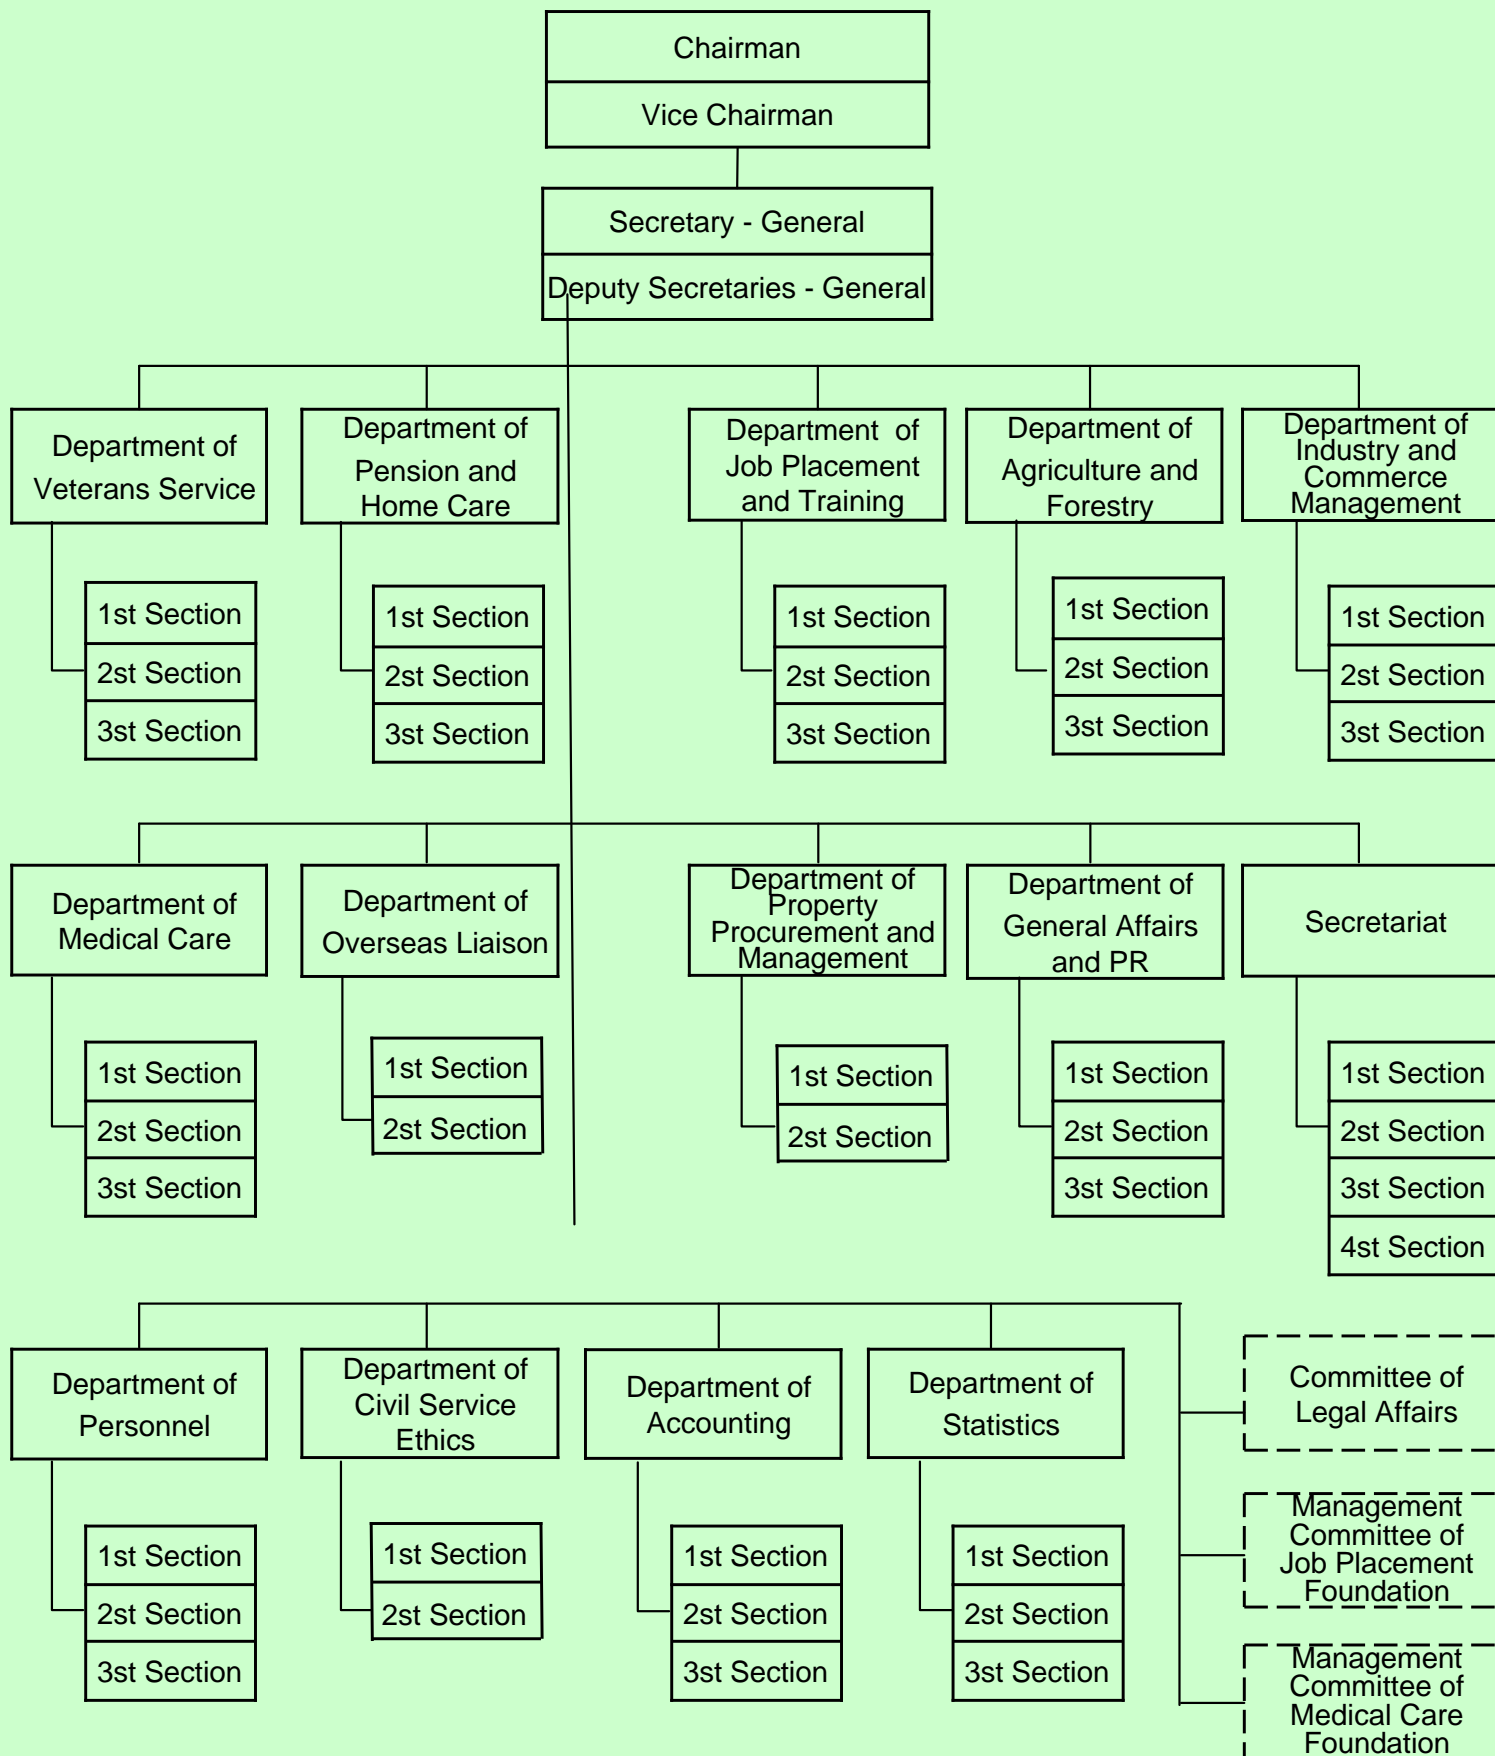 Chairman
Vice Chairman
Secretary - General
Deputy Secretaries - General
Department of
Veterans Service
Department of
Pension and
Home Care
Department of
Job Placement
and Training
Department of
Agriculture and
Forestry
Department of
Industry and
Commerce
Management
1st Section
2st Section
3st Section
1st Section
2st Section
3st Section
1st Section
2st Section
3st Section
1st Section
2st Section
3st Section
1st Section
2st Section
3st Section
Department of
Medical Care
Department of
Overseas Liaison
Department of
Property
Procurement and
Management
Department of
General Affairs
and PR
Secretariat
1st Section
2st Section
3st Section
1st Section
2st Section
1st Section
2st Section
1st Section
2st Section
3st Section
1st Section
2st Section
3st Section
4st Section
Department of
Personnel
Department of
Civil Service
Ethics
Department of
Accounting
Department of
Statistics
Committee of
Legal Affairs
1st Section
2st Section
3st Section
1st Section
2st Section
1st Section
2st Section
3st Section
1st Section
2st Section
3st Section
Management
Committee of
Job Placement
Foundation
Management
Committee of
Medical Care
Foundation